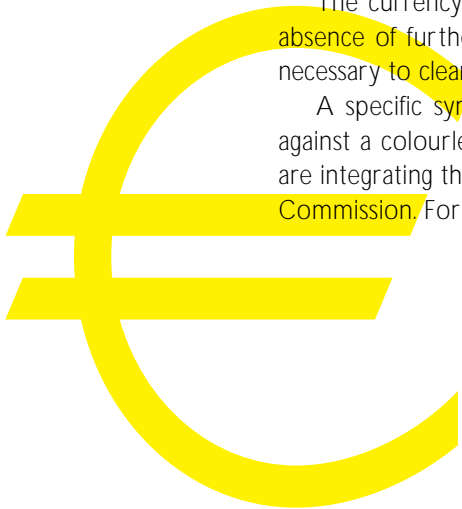 The currency
absence of furthe
necessary to clear
A specific syr
against a colourle
are integrating th
Commission. For